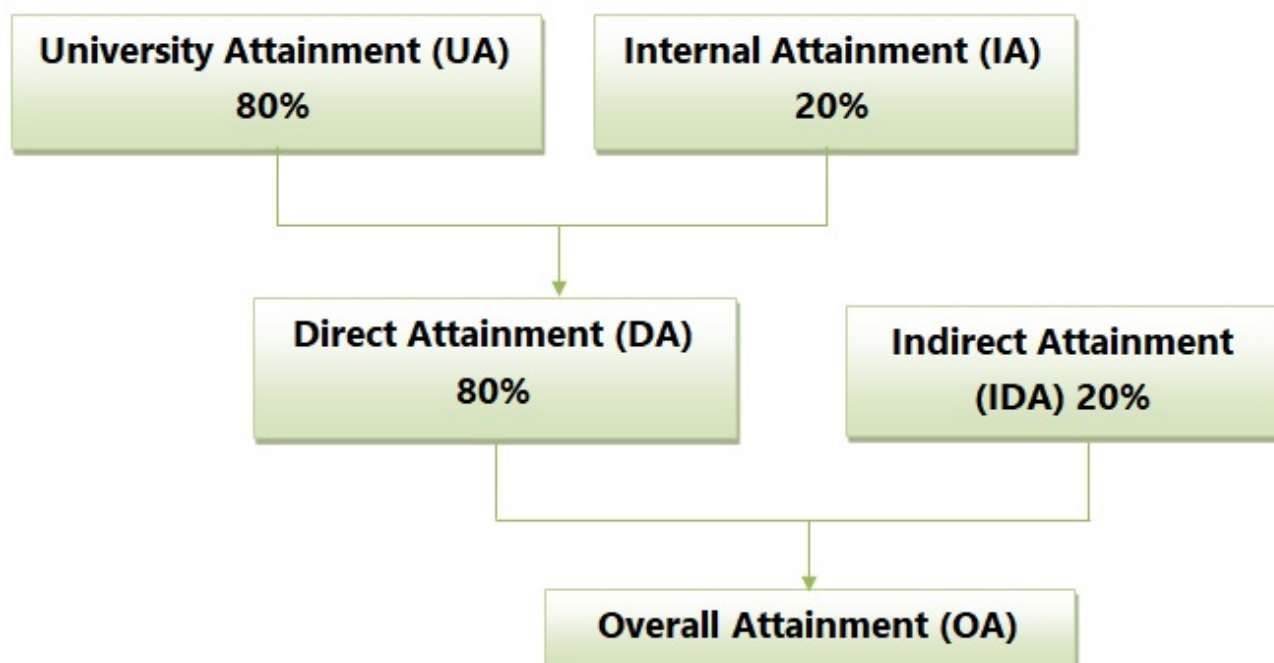 University Attainment (UA)
80%
Internal Attainment (IA)
20%
Direct Attainment (DA)
80%
Indirect Attainment
(IDA) 20%
Overall Attainment (OA)